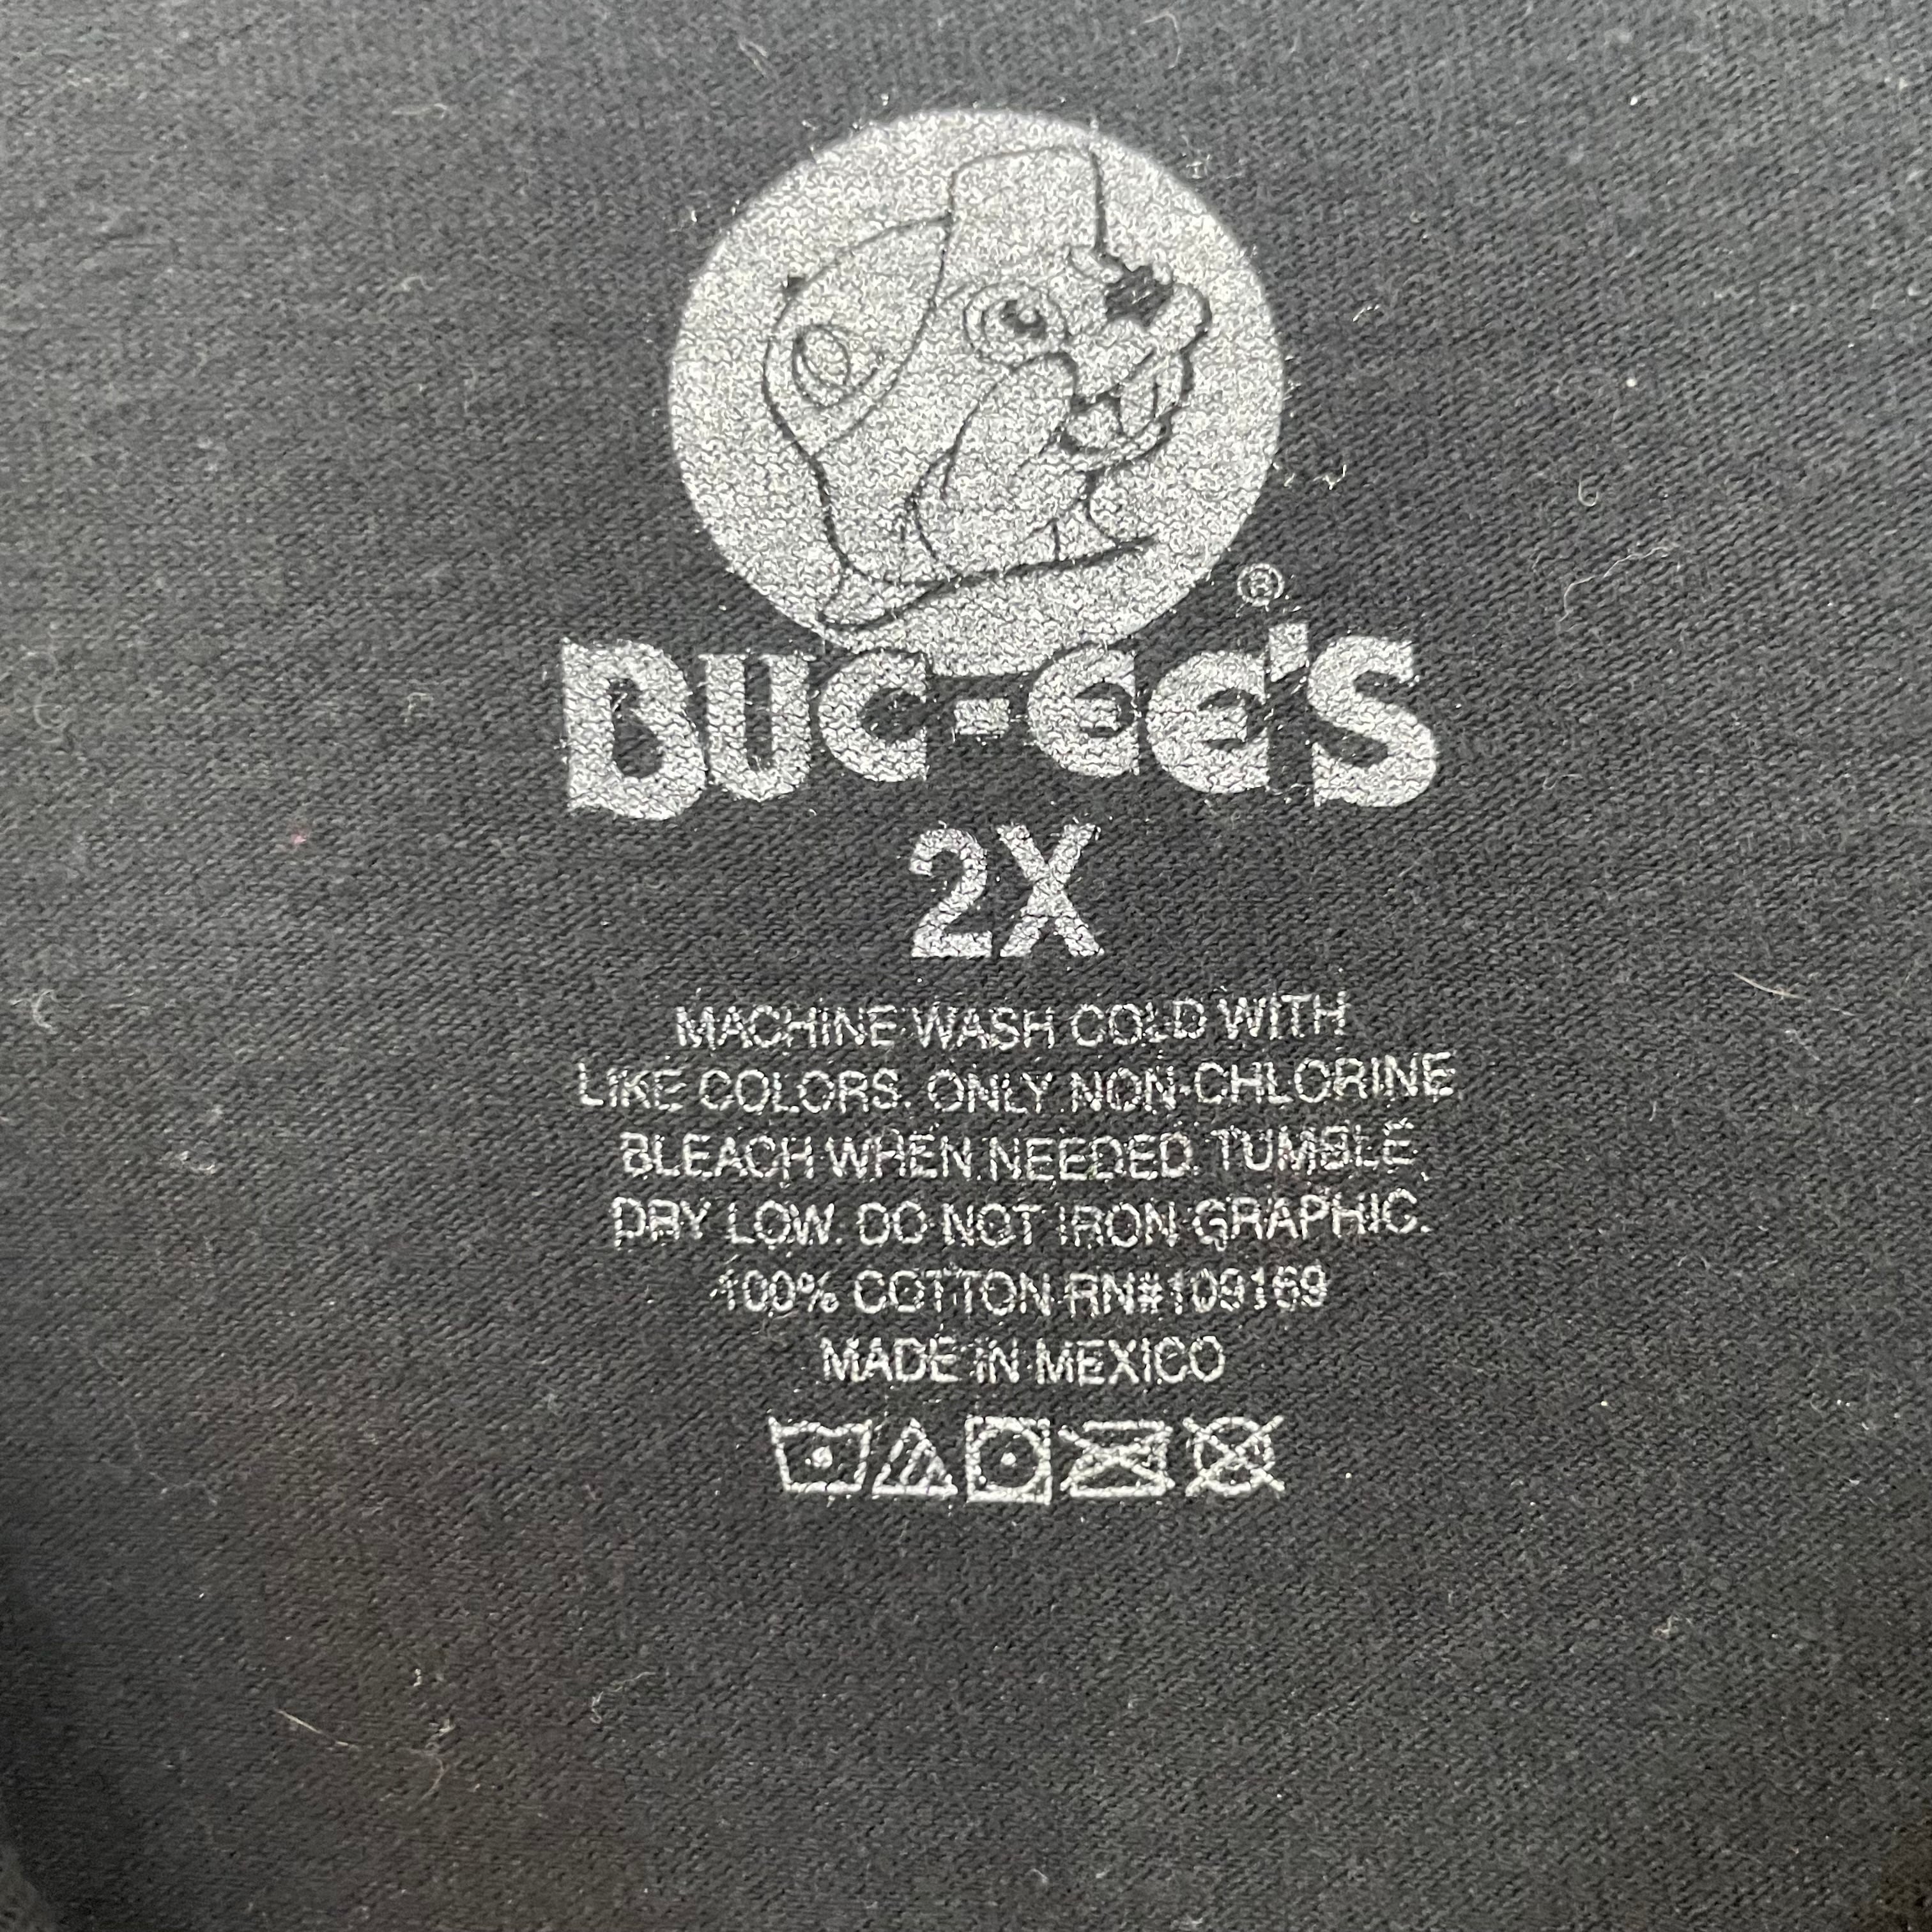 ®
BUC-EE'S
2X
MACHINE WASH COLD WITH
LIKE COLORS. ONLY NON-CHLORINE
BLEACH WHEN NEEDED. TUMBLE
DRY LOW. DO NOT IRON GRAPHIC.
100% COTTON RN#109169
MADE IN MEXICO